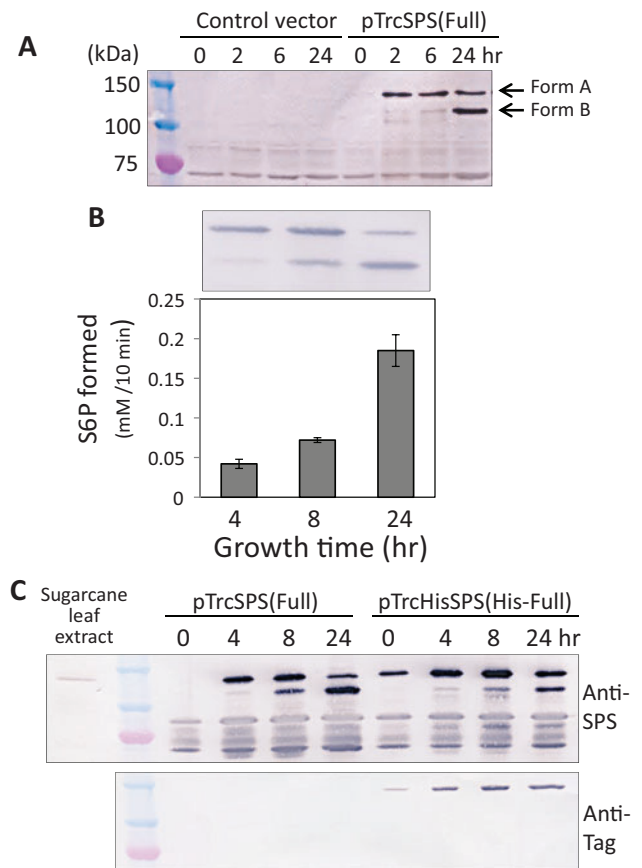 A
Control vector
pTrcSPS(Full)
(kDa)
0 2 6 24 0 2 6 24 hr
150
100
75
Form A
Form B
B
S6P formed
(mM /10 min)
0.25
0.2
0.15
0.1
0.05
0
4 8 24
Growth time (hr)
C
Sugarcane
leaf
extract
pTrcSPS(Full)
pTrcHisSPS(His-Full)
0 4 8 24 0 4 8 24 hr
Anti-
SPS
Anti-
Tag